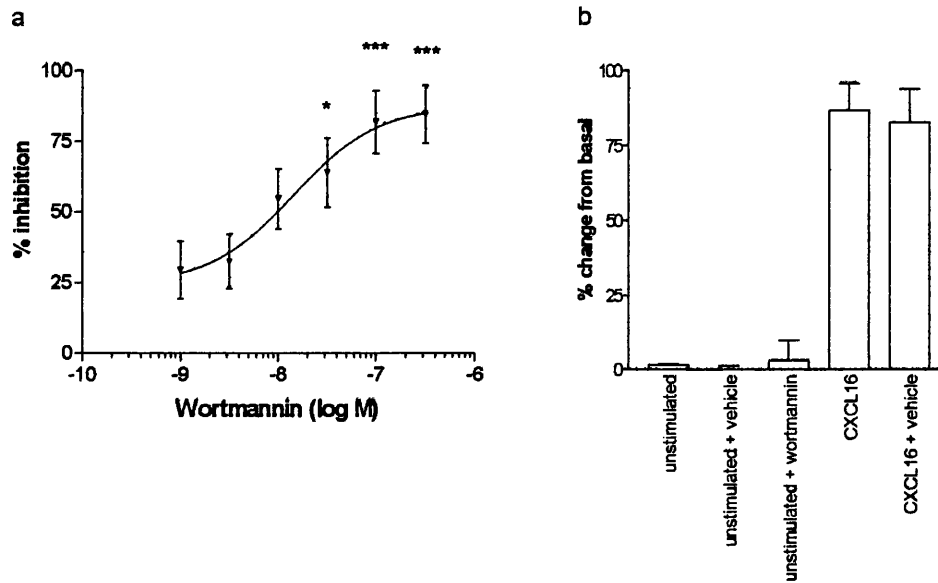 a
*** ***
*
100
75
50
25
0
% inhibition
-10 -9 -8 -7 -6
Wortmannin (log M)
b
100
75
50
25
0
% change from basal
unstimulated
unstimulated + vehicle
unstimulated + wortmannin
CXCL16
CXCL16 + vehicle